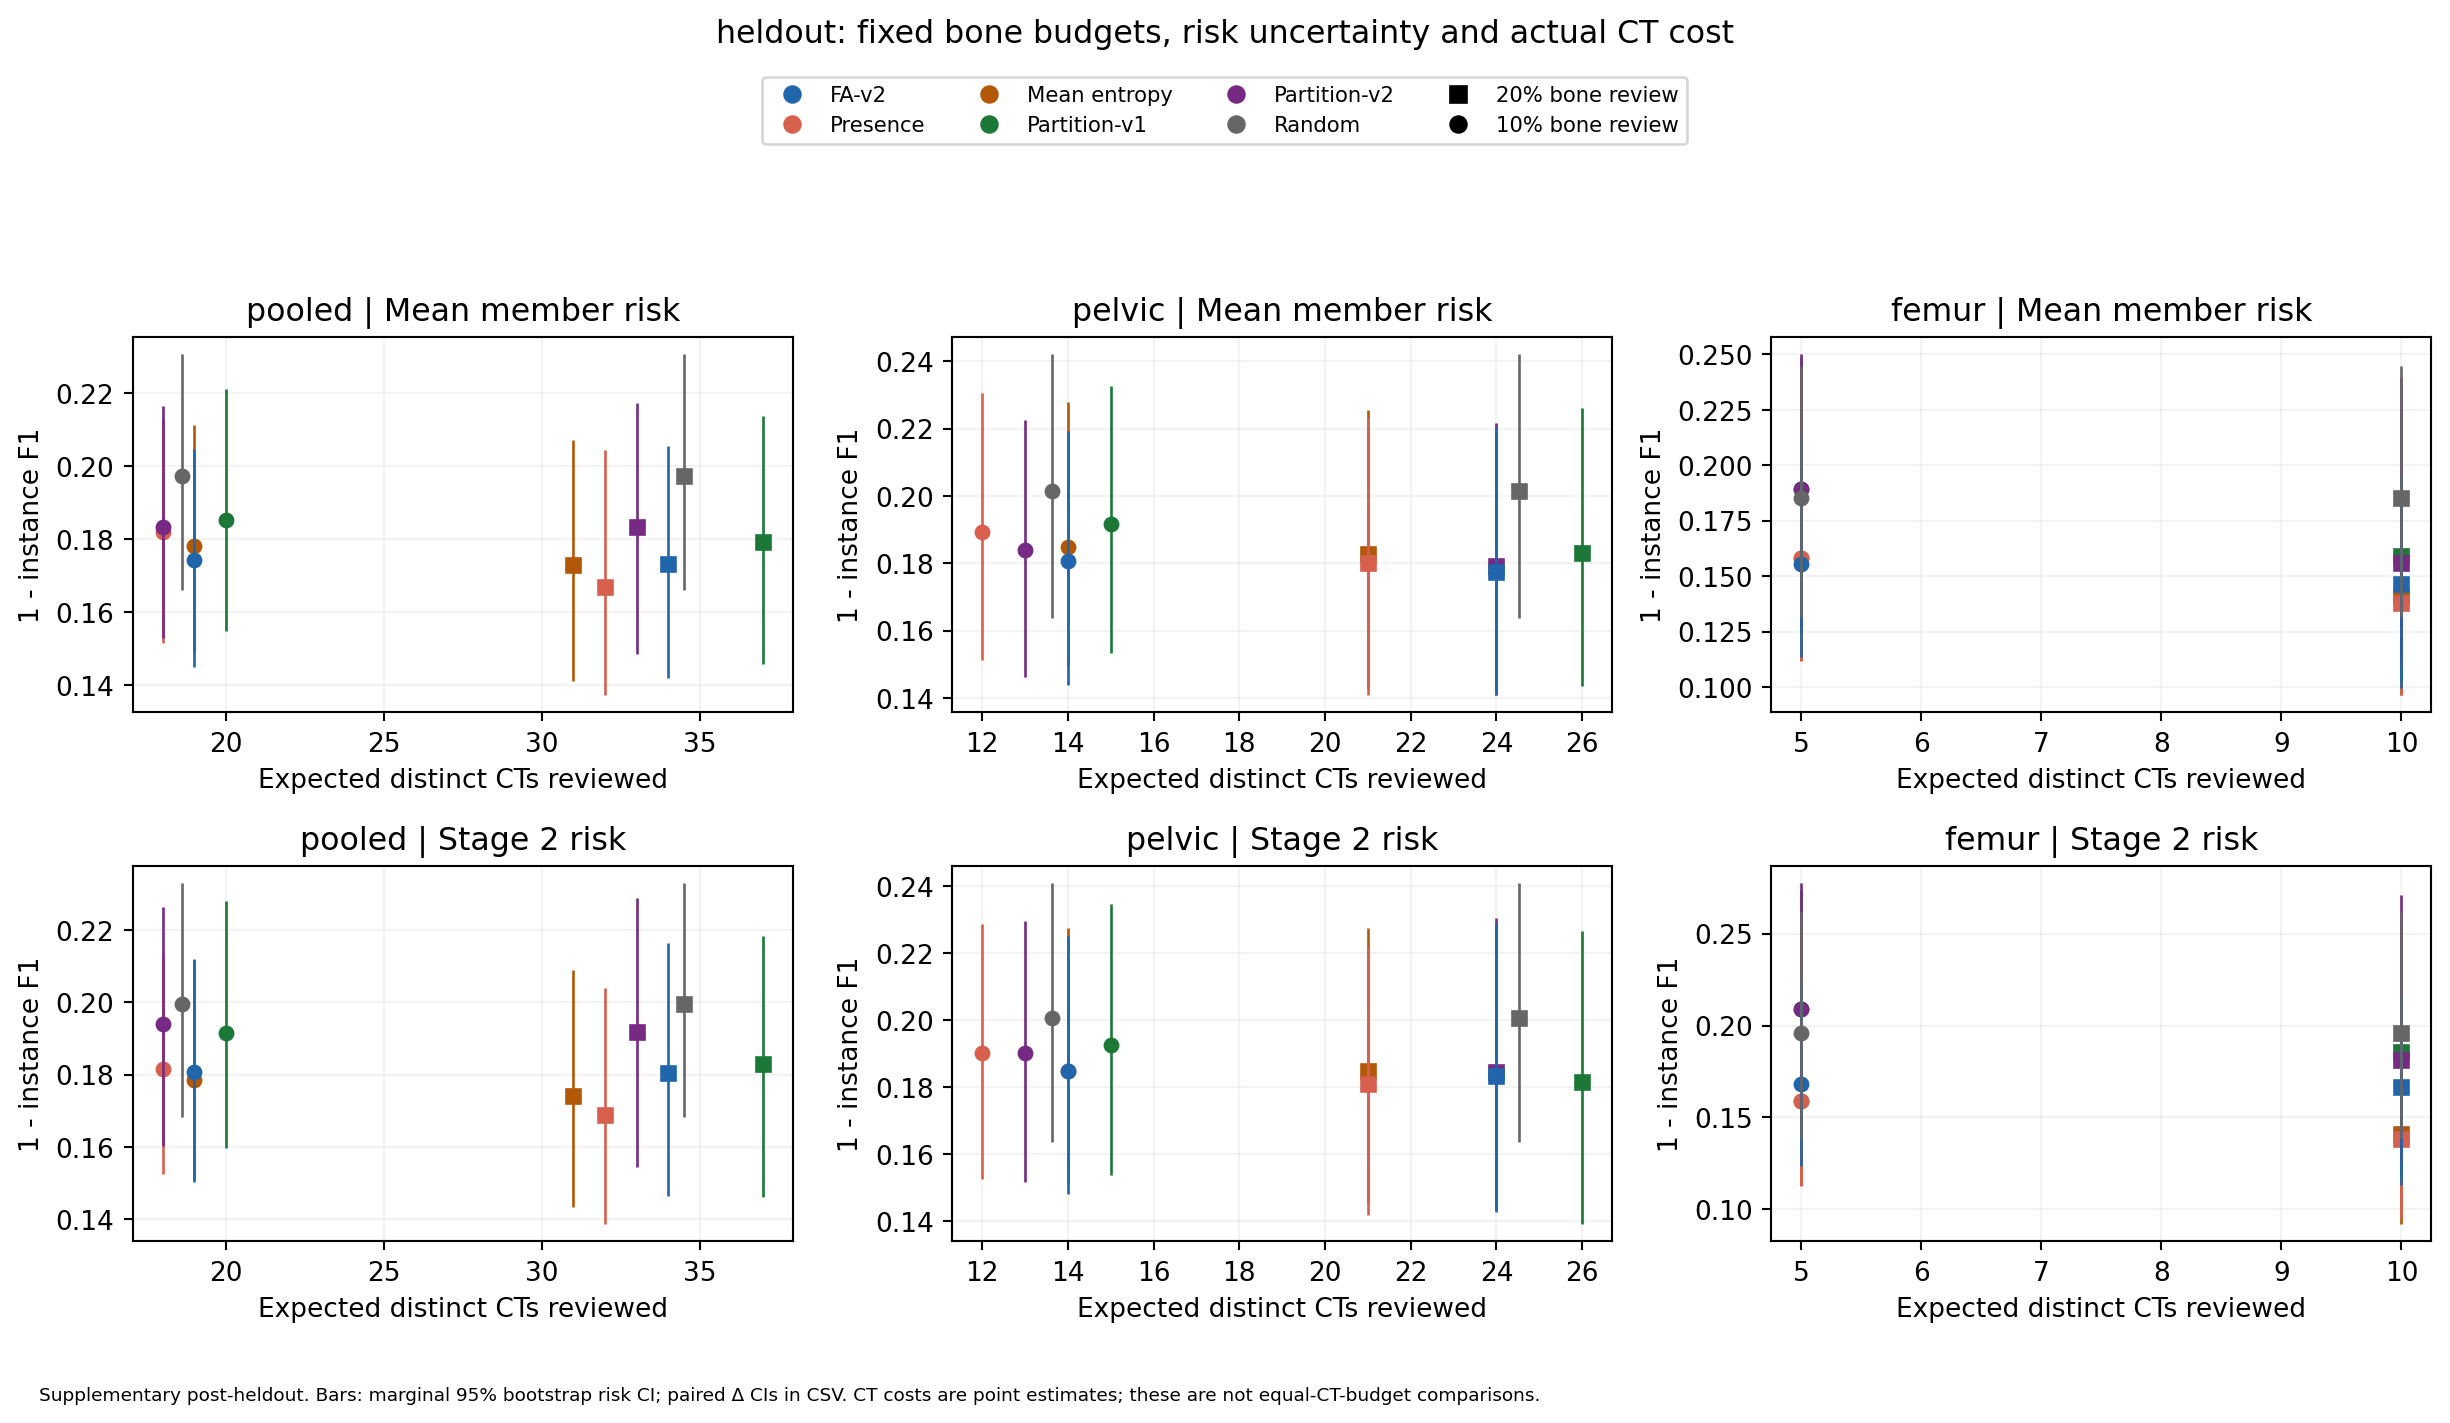 heldout: fixed bone budgets, risk uncertainty and actual CT cost
FA-v2 Mean entropy Partition-v2 20% bone review
Presence Partition-v1 Random 10% bone review
pooled | Mean member risk
1 - instance F1
0.22
0.20
0.18
0.16
0.14
20 25 30 35
Expected distinct CTs reviewed
pelvic | Mean member risk
1 - instance F1
0.24
0.22
0.20
0.18
0.16
0.14
12 14 16 18 20 22 24 26
Expected distinct CTs reviewed
femur | Mean member risk
1 - instance F1
0.250
0.225
0.200
0.175
0.150
0.125
0.100
5 6 7 8 9 10
Expected distinct CTs reviewed
pooled | Stage 2 risk
1 - instance F1
0.22
0.20
0.18
0.16
0.14
20 25 30 35
Expected distinct CTs reviewed
pelvic | Stage 2 risk
1 - instance F1
0.24
0.22
0.20
0.18
0.16
0.14
12 14 16 18 20 22 24 26
Expected distinct CTs reviewed
femur | Stage 2 risk
1 - instance F1
0.25
0.20
0.15
0.10
5 6 7 8 9 10
Expected distinct CTs reviewed
Supplementary post-heldout. Bars: marginal 95% bootstrap risk CI; paired Δ CIs in CSV. CT costs are point estimates; these are not equal-CT-budget comparisons.